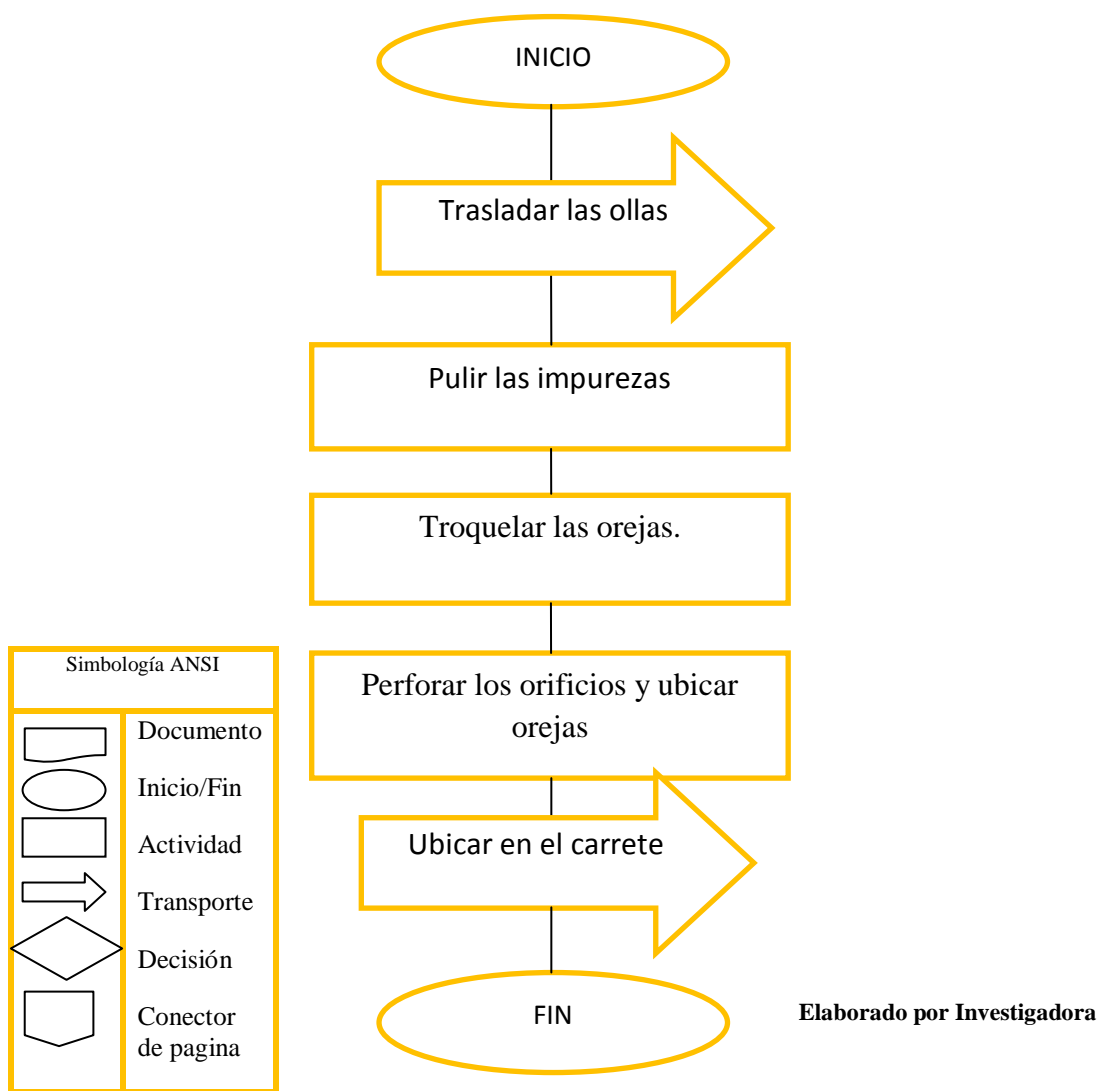 INICIO
Trasladar las ollas
Pulir las impurezas
Troquelar las orejas.
Perforar los orificios y ubicar
orejas
Ubicar en el carrete
FIN
Simbología ANSI
Documento
Inicio/Fin
Actividad
Transporte
Decisión
Conector
de pagina
Elaborado por Investigadora